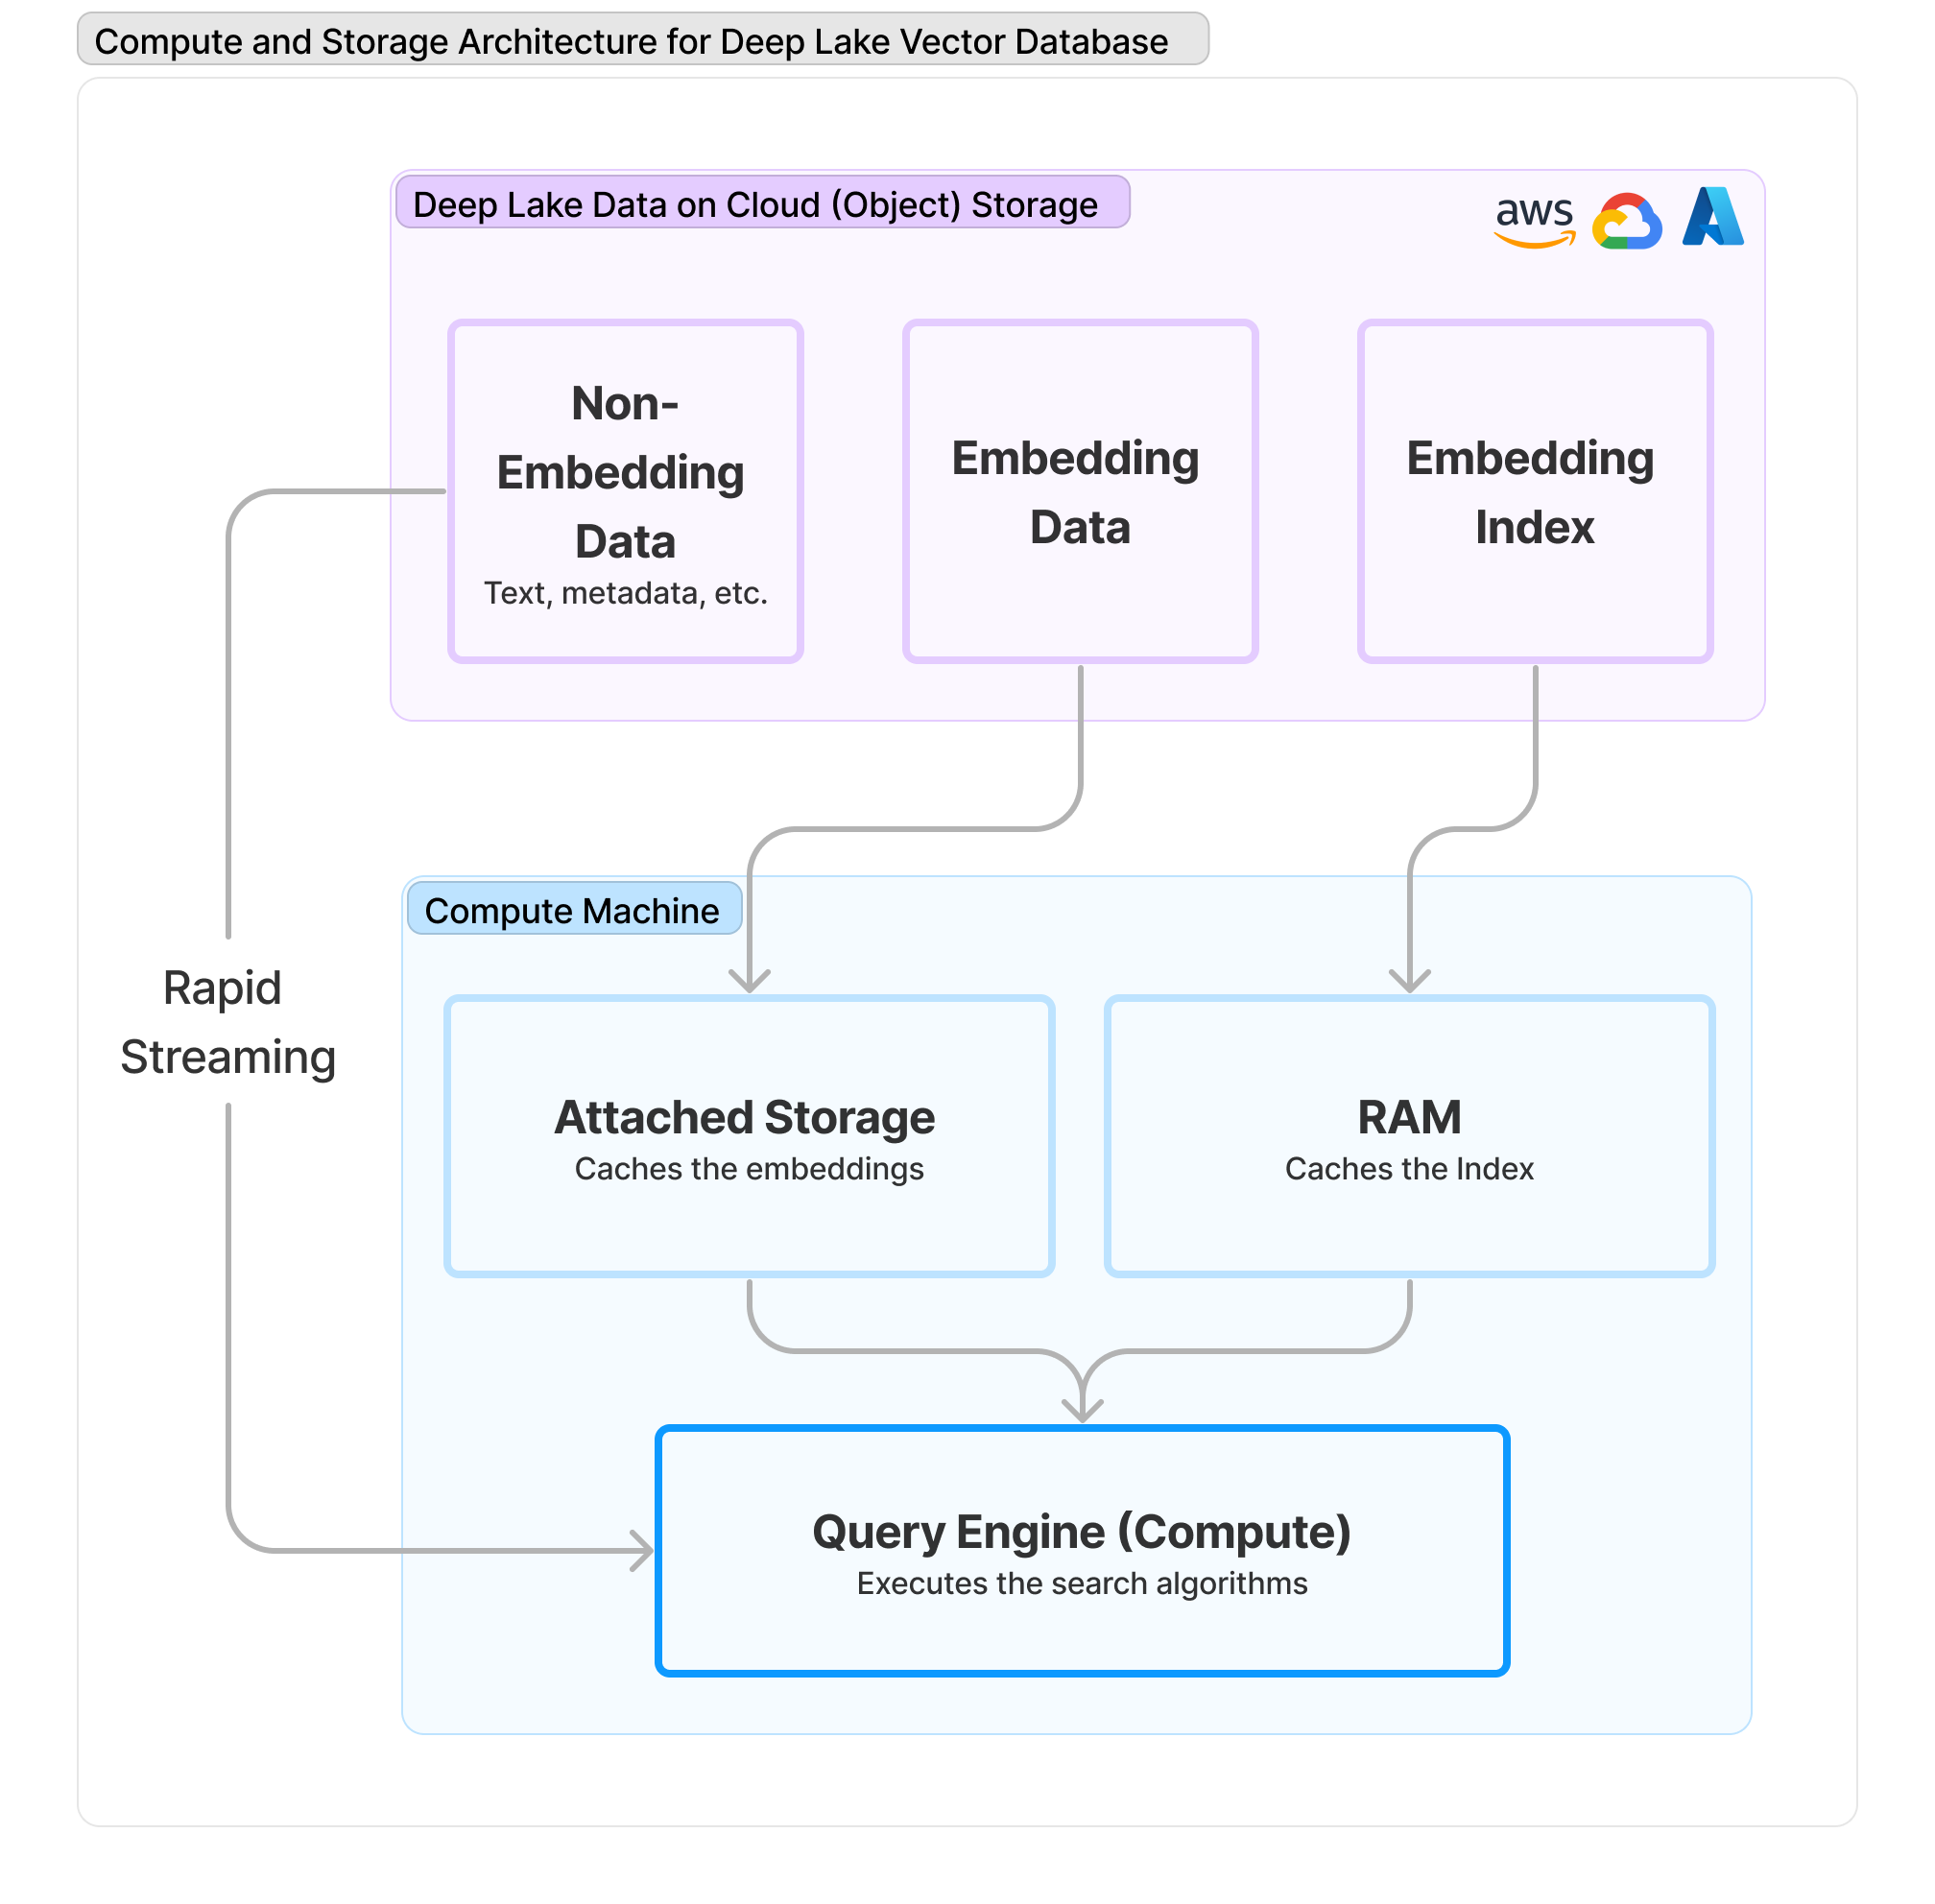 Compute and Storage Architecture for Deep Lake Vector Database
Deep Lake Data on Cloud (Object) Storage
aws
Non-
Embedding
Data
Text, metadata, etc.
Embedding
Data
Embedding
Index
Compute Machine
Rapid
Streaming
Attached Storage
Caches the embeddings
RAM
Caches the Index
Query Engine (Compute)
Executes the search algorithms